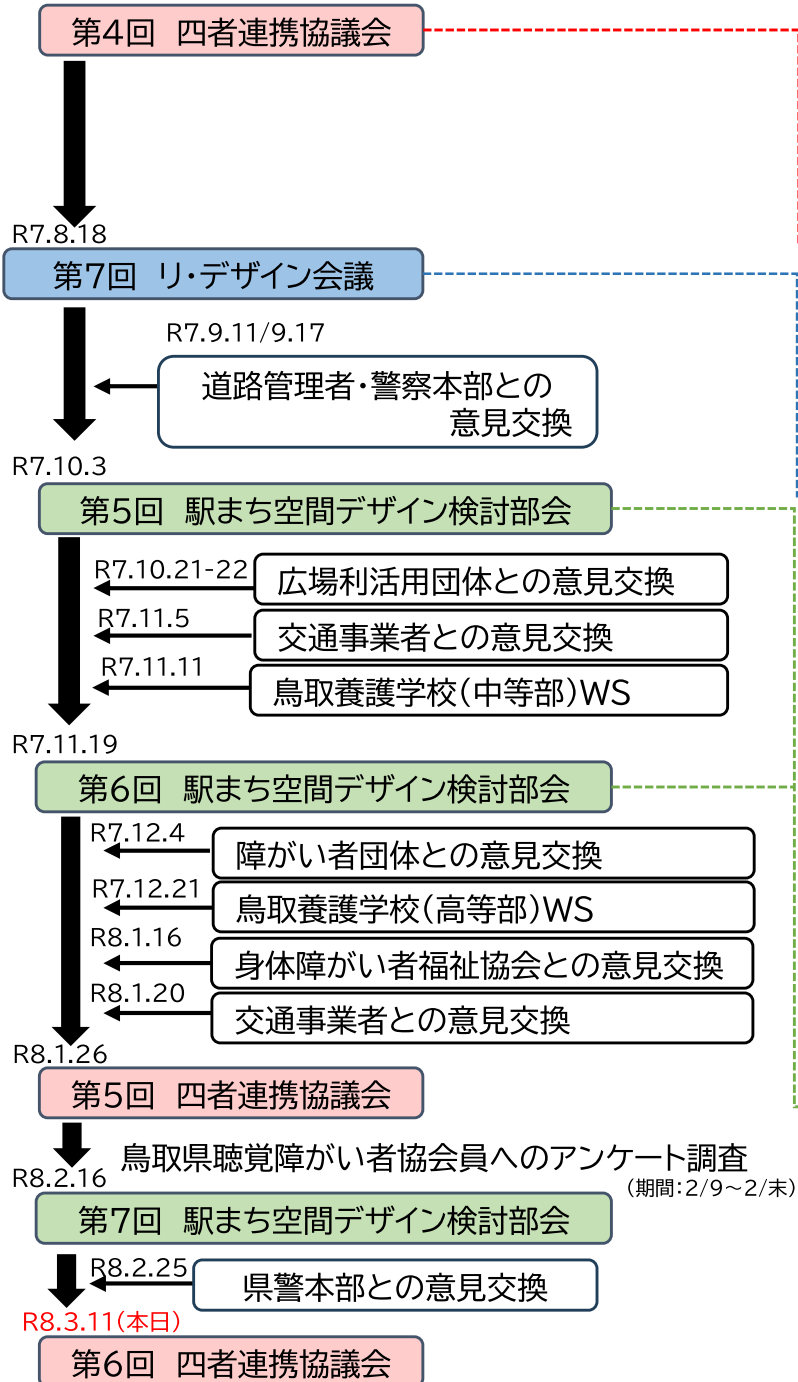 第4回　四者連携協議会
R7.8.18
第7回　リ・デザイン会議
R7.9.11/9.17
道路管理者・警察本部との
意見交換
R7.10.3
第5回　駅まち空間デザイン検討部会
R7.10.21-22
広場利活用団体との意見交換
R7.11.5
交通事業者との意見交換
R7.11.11
鳥取養護学校（中等部）WS
R7.11.19
第6回　駅まち空間デザイン検討部会
R7.12.4
障がい者団体との意見交換
R7.12.21
鳥取養護学校（高等部）WS
R8.1.16
身体障がい者福祉協会との意見交換
R8.1.20
交通事業者との意見交換
R8.1.26
第5回　四者連携協議会
鳥取県聴覚障がい者協会員へのアンケート調査
（期間：2/9～2/末）
R8.2.16
第7回　駅まち空間デザイン検討部会
R8.2.25
県警本部との意見交換
R8.3.11（本日）
第6回　四者連携協議会